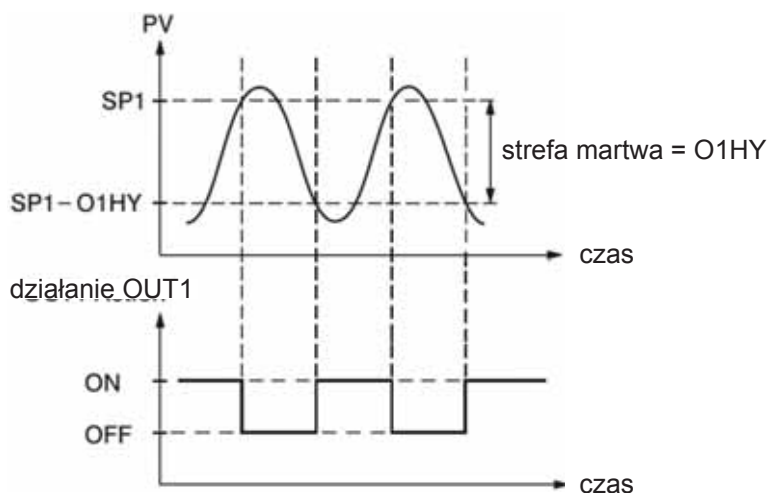 PV
SP1
strefa martwa = O1HY
SP1 – O1HY
czas
działanie OUT1
ON
OFF
czas